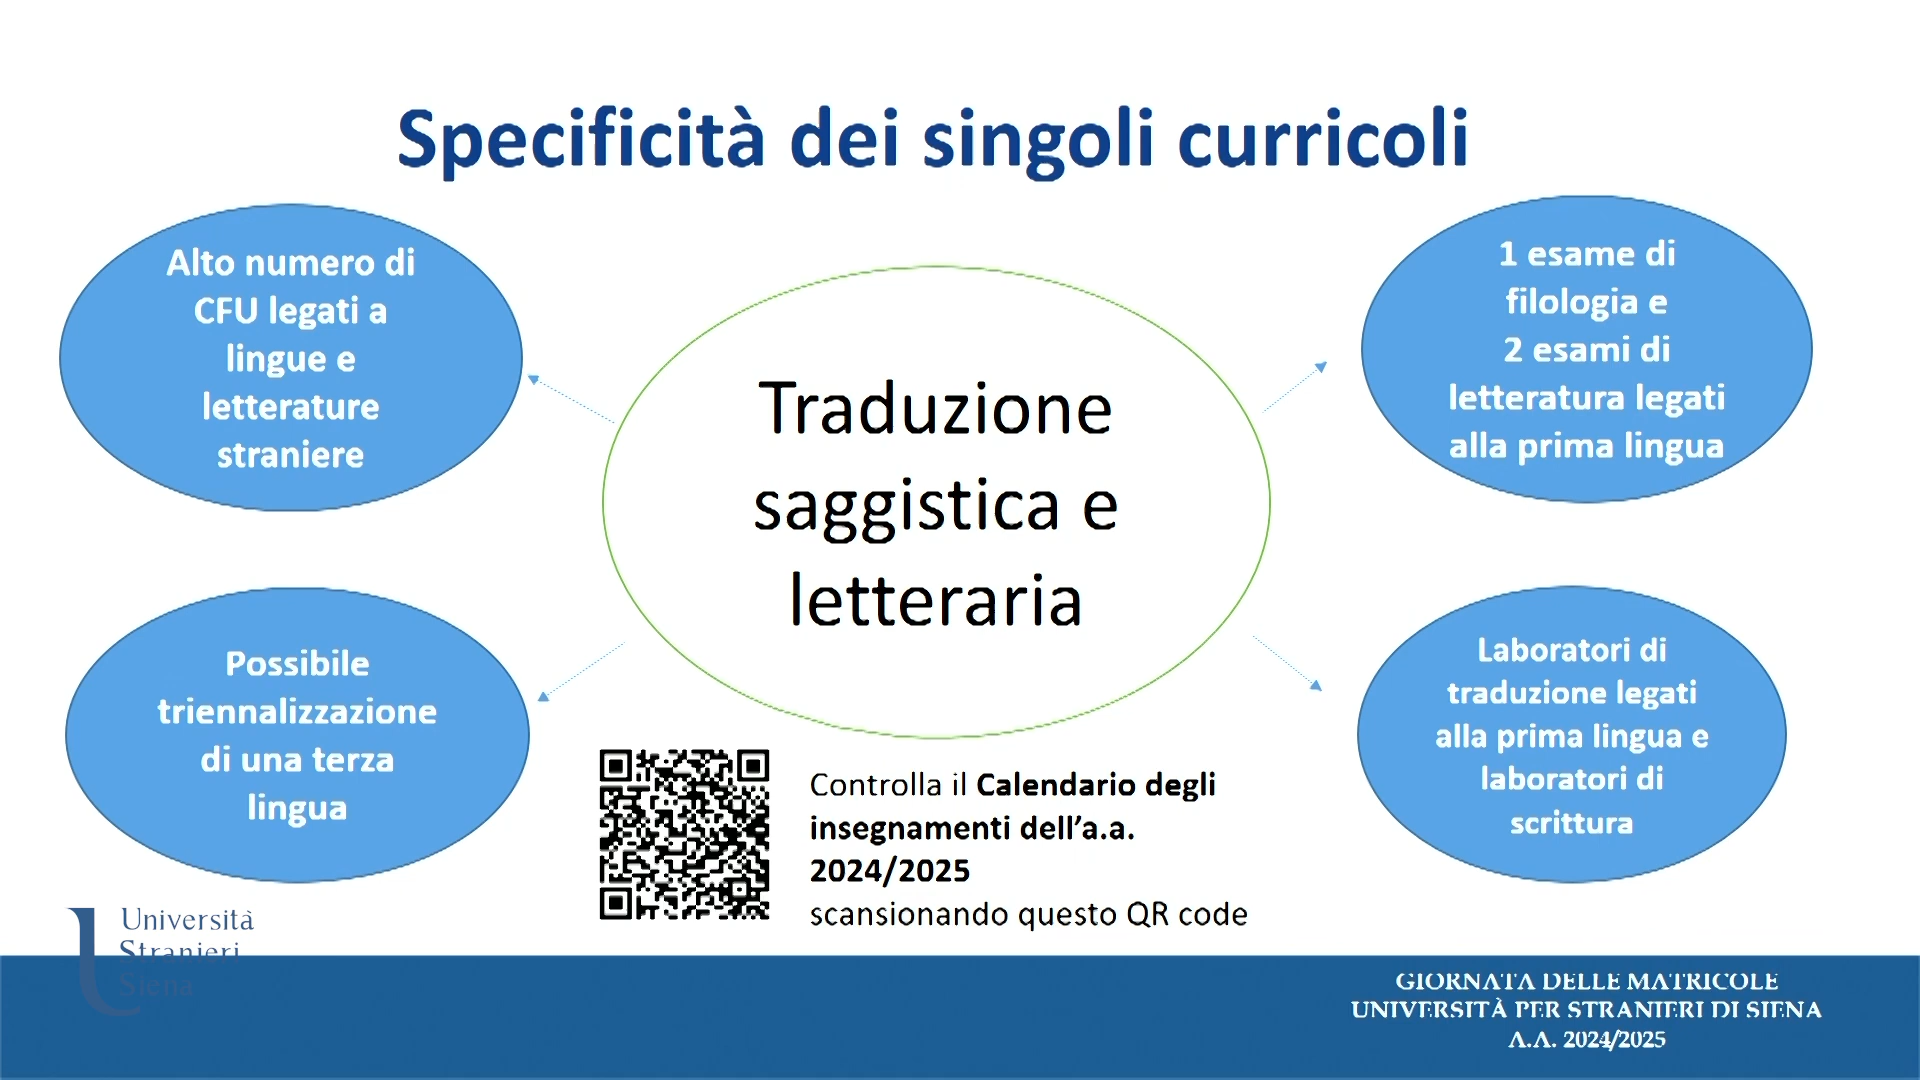 Specificità dei singoli curricoli
Alto numero di
CFU legati a
lingue e
letterature
straniere
1 esame di
filologia e
2 esami di
letteratura legati
alla prima lingua
Traduzione
saggistica e
letteraria
Possibile
triennalizzazione
di una terza
lingua
Laboratori di
traduzione legati
alla prima lingua e
laboratori di
scrittura
Controlla il Calendario degli
insegnamenti dell’a.a.
2024/2025
scansionando questo QR code
Università
Stranieri
Siena
GIORNATA DELLE MATRICOLE
UNIVERSITÀ PER STRANIERI DI SIENA
A.A. 2024/2025